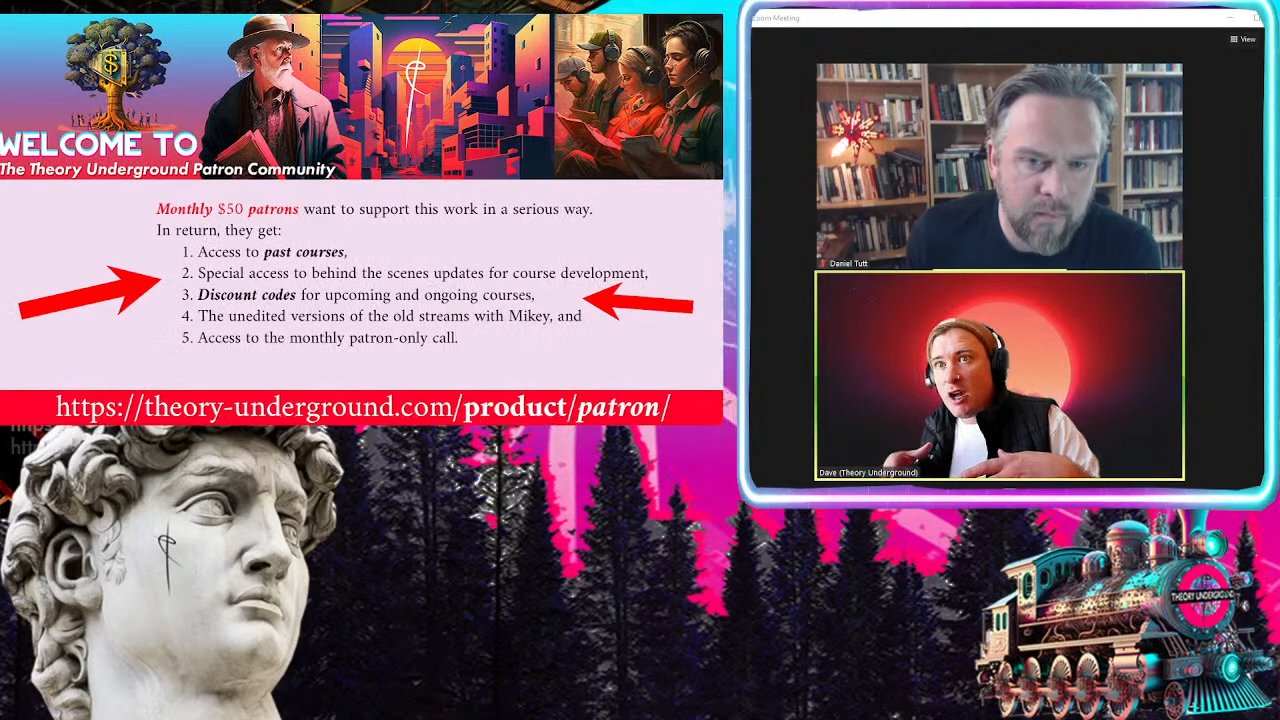 WELCOME TO
The Theory Underground Patron Community
Monthly $50 patrons want to support this work in a serious way.
In return, they get:
1. Access to past courses,
2. Special access to behind the scenes updates for course development,
3. Discount codes for upcoming and ongoing courses,
4. The unedited versions of the old streams with Mikey, and
5. Access to the monthly patron-only call.
https://theory-underground.com/product/patron/
Zoom Meeting
View
Daniel Tutt
Dave (Theory Underground)
THEORY UNDERGROUND